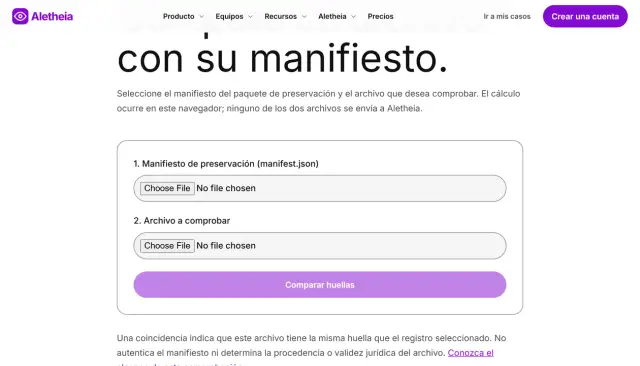 Aletheia
Producto Equipos Recursos Aletheia Precios Ir a mis casos Crear una cuenta
con su manifiesto.
Seleccione el manifiesto del paquete de preservación y el archivo que desea comprobar. El cálculo
ocurre en este navegador; ninguno de los dos archivos se envía a Aletheia.
1. Manifiesto de preservación (manifest.json)
Choose File No file chosen
2. Archivo a comprobar
Choose File No file chosen
Comparar huellas
Una coincidencia indica que este archivo tiene la misma huella que el registro seleccionado. No
autentica el manifiesto ni determina la procedencia o validez jurídica del archivo. Conozca el